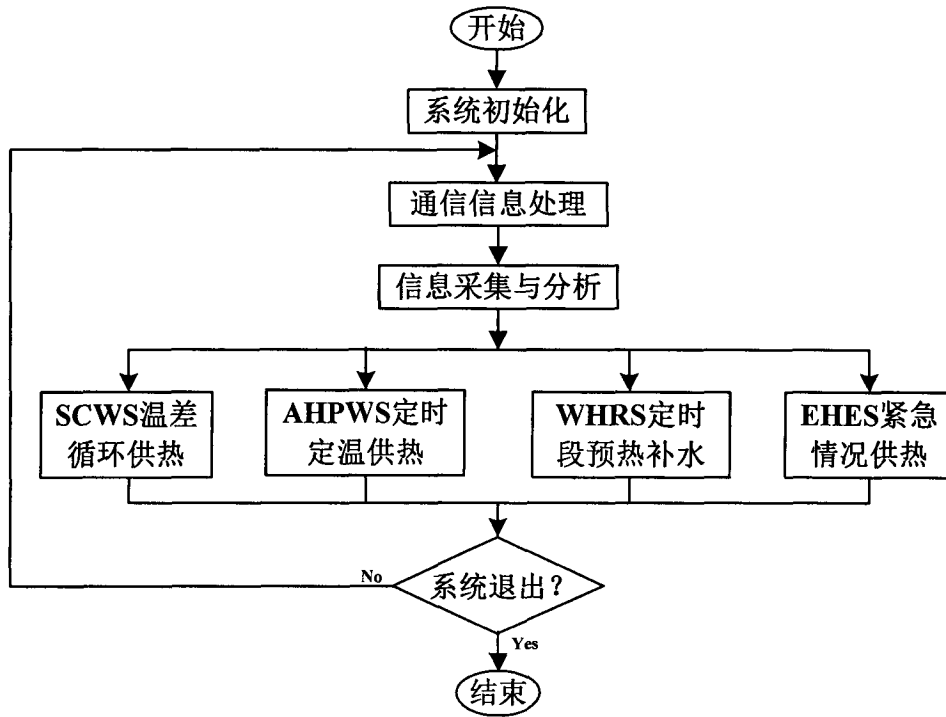 开始
系统初始化
通信信息处理
信息采集与分析
SCWS温差
循环供热
AHPWS定时
定温供热
WHRS定时
段预热补水
EHES紧急
情况供热
No
系统退出?
Yes
结束